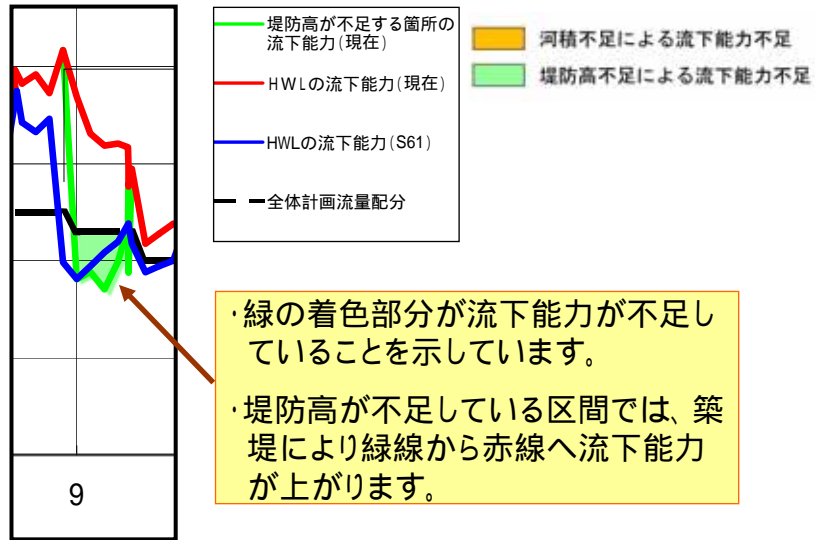 堤防高が不足する箇所の
流下能力(現在)
HWLの流下能力(現在)
HWLの流下能力(S61)
全体計画流量配分
河積不足による流下能力不足
堤防高不足による流下能力不足
・緑の着色部分が流下能力が不足し
ていることを示しています。
・堤防高が不足している区間では、築
堤により緑線から赤線へ流下能力
が上がります。
9